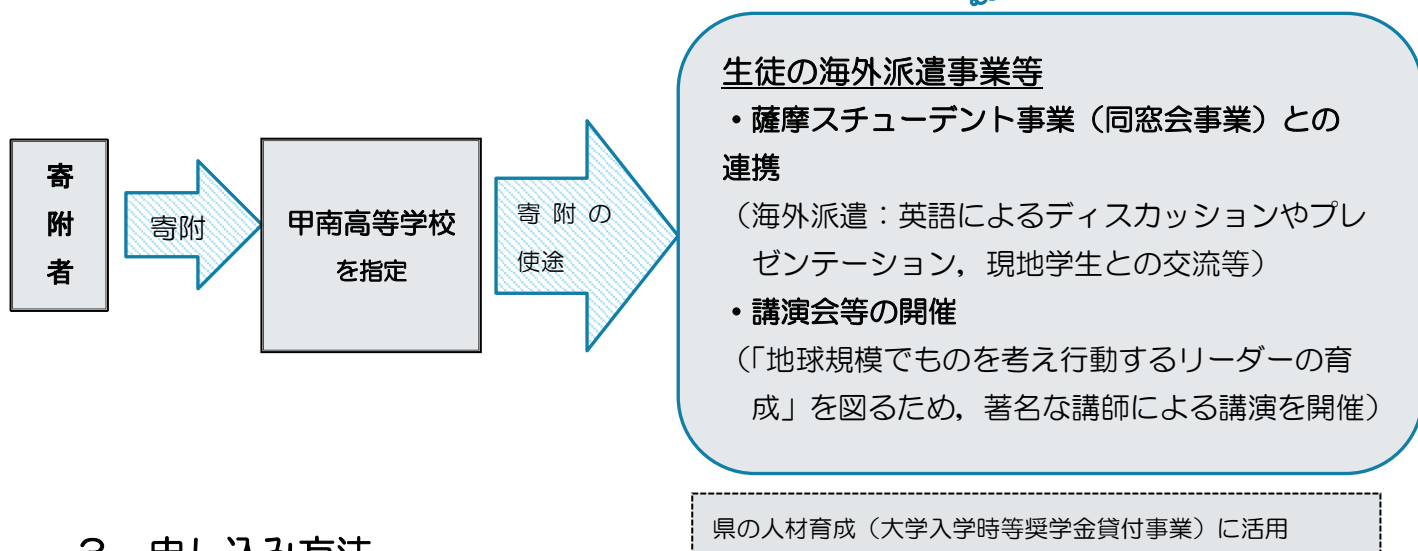 寄附者
寄附
甲南高等学校
を指定
寄附の
使途
生徒の海外派遣事業等
・薩摩スチューデント事業（同窓会事業）との
連携
（海外派遣：英語によるディスカッションやプレ
ゼンテーション，現地学生との交流等）
・講演会等の開催
（「地球規模でものを考え行動するリーダーの育
成」を図るため，著名な講師による講演を開催）
県の人材育成（大学入学時等奨学金貸付事業）に活用
申し込み方法